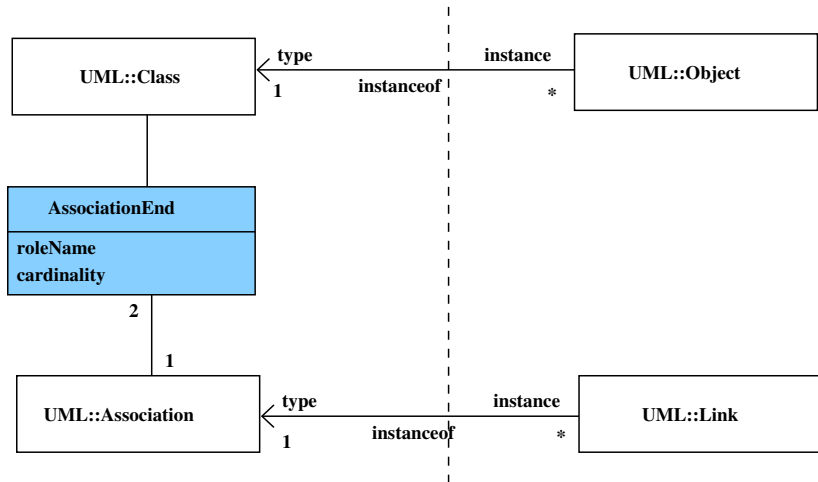 UML::Class
type
instance
UML::Object
1
instanceof
*
AssociationEnd
roleName
cardinality
2
1
UML::Association
type
instance
UML::Link
1
instanceof
*